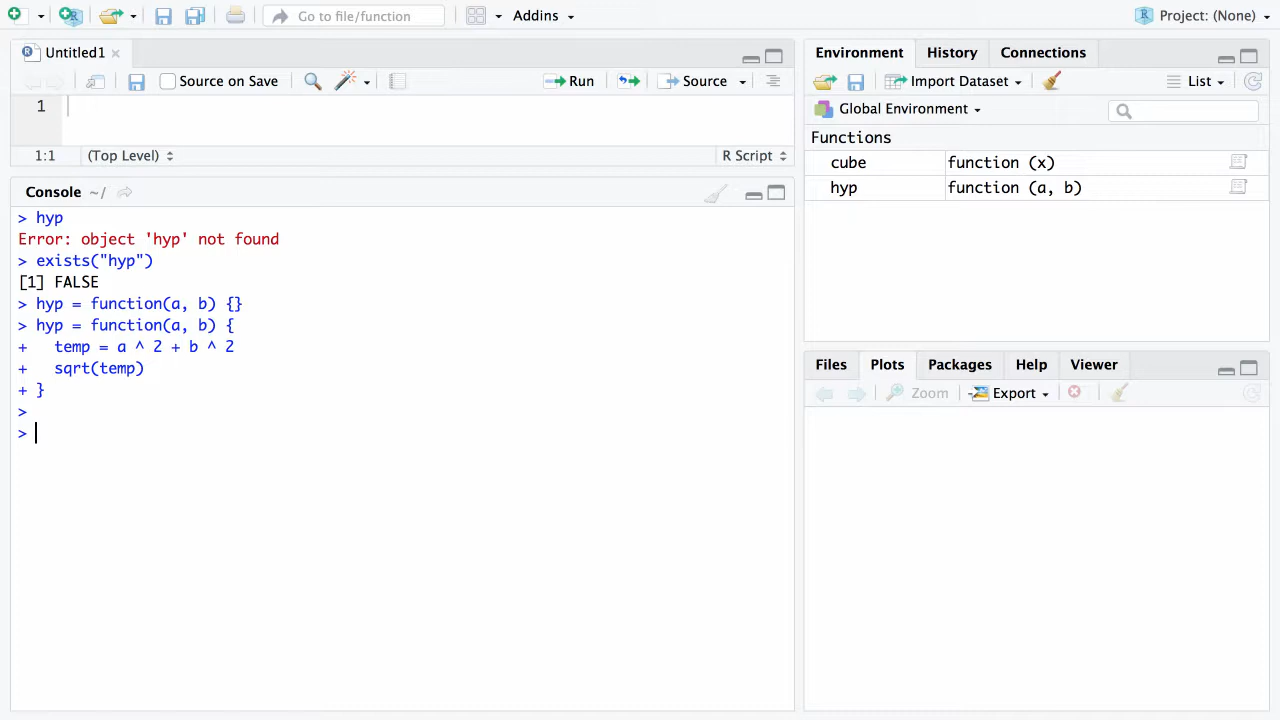 Go to file/function
Addins
Project: (None)
Untitled1
Source on Save
Run
Source
1
1:1
(Top Level)
R Script
Console ~/
> hyp
Error: object 'hyp' not found
> exists("hyp")
[1] FALSE
> hyp = function(a, b) {}
> hyp = function(a, b) {
+   temp = a ^ 2 + b ^ 2
+   sqrt(temp)
+ }
>
>
Environment History Connections
Import Dataset
List
Global Environment
Functions
cube function (x)
hyp function (a, b)
Files Plots Packages Help Viewer
Zoom Export